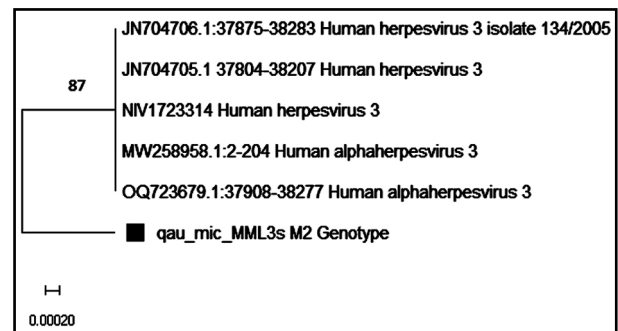 JN704706.1:37875-38283 Human herpesvirus 3 isolate 134/2005
JN704705.1 37804-38207 Human herpesvirus 3
87
NIV1723314 Human herpesvirus 3
MW258958.1:2-204 Human alphaherpesvirus 3
OQ723679.1:37908-38277 Human alphaherpesvirus 3
qau_mic_MML3s M2 Genotype
0.00020